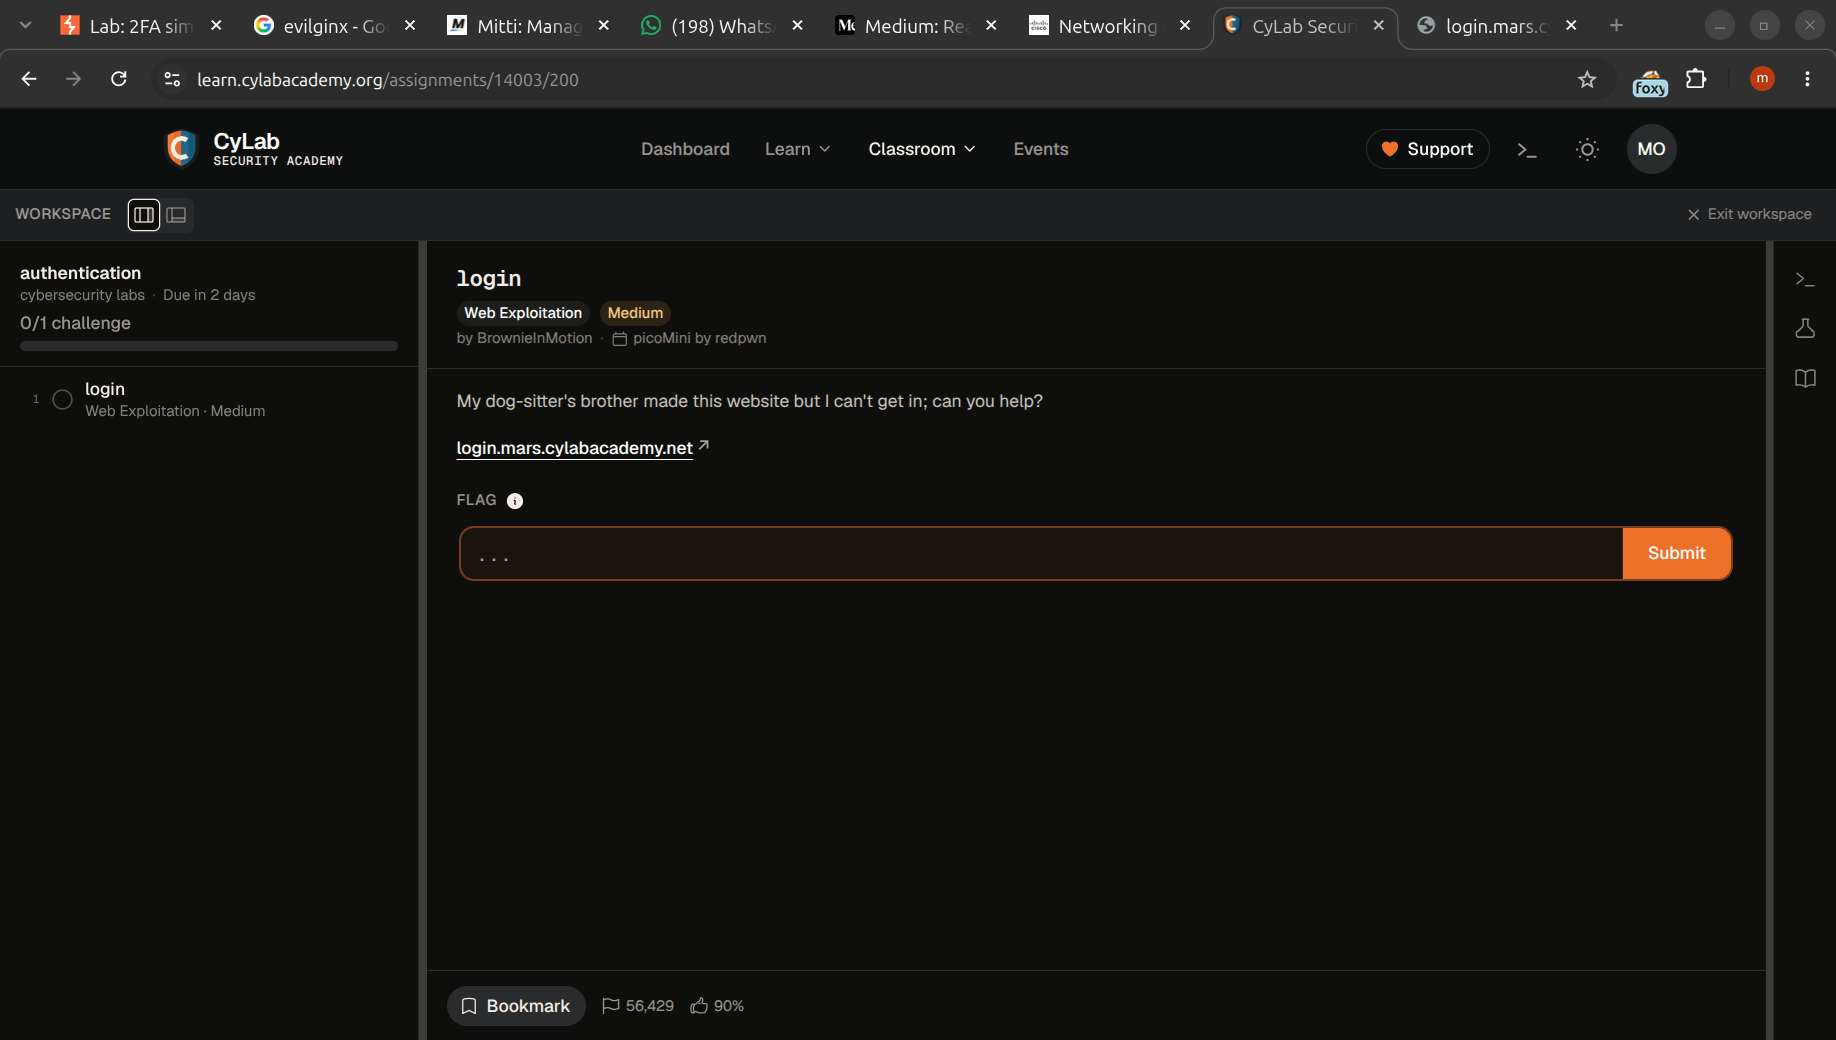 Lab: 2FA sim
evilginx - Go
Mitti: Manag
(198) Whats
Medium: Re
Networking
CyLab Secur
login.mars.c
learn.cylabacademy.org/assignments/14003/200
foxy
m
CyLab
SECURITY ACADEMY
Dashboard
Learn
Classroom
Events
Support
MO
WORKSPACE
Exit workspace
authentication
cybersecurity labs · Due in 2 days
0/1 challenge
1
login
Web Exploitation · Medium
login
Web Exploitation
Medium
by BrownieInMotion · picoMini by redpwn
My dog-sitter's brother made this website but I can't get in; can you help?
login.mars.cylabacademy.net
FLAG
...
Submit
Bookmark
56,429
90%